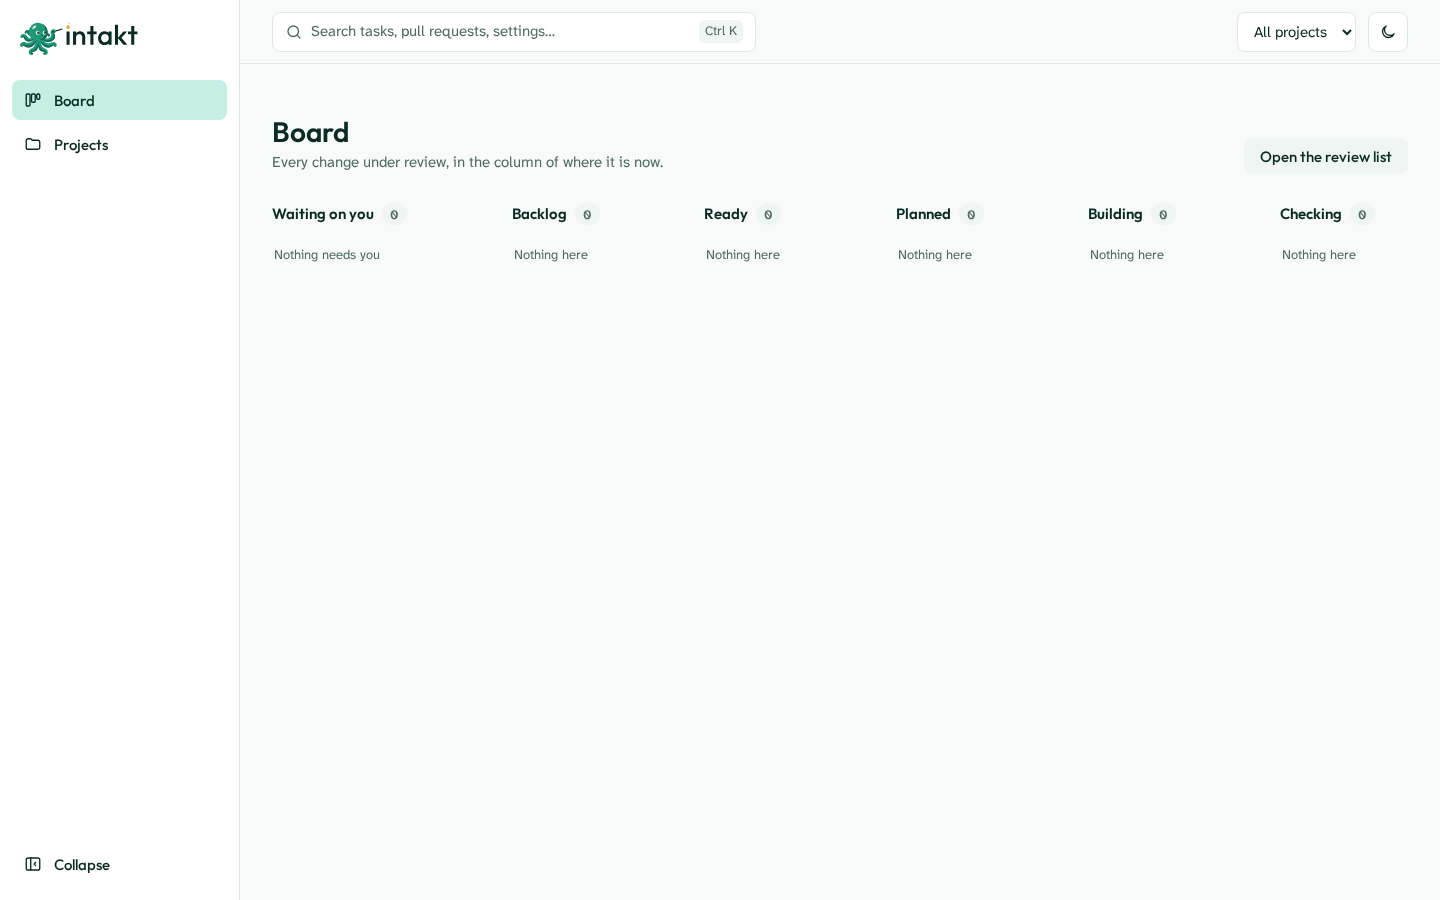 intakt
Search tasks, pull requests, settings...
Ctrl K
All projects
Board
Projects
Board
Every change under review, in the column of where it is now.
Open the review list
Waiting on you 0
Backlog 0
Ready 0
Planned 0
Building 0
Checking 0
Nothing needs you
Nothing here
Nothing here
Nothing here
Nothing here
Nothing here
Collapse